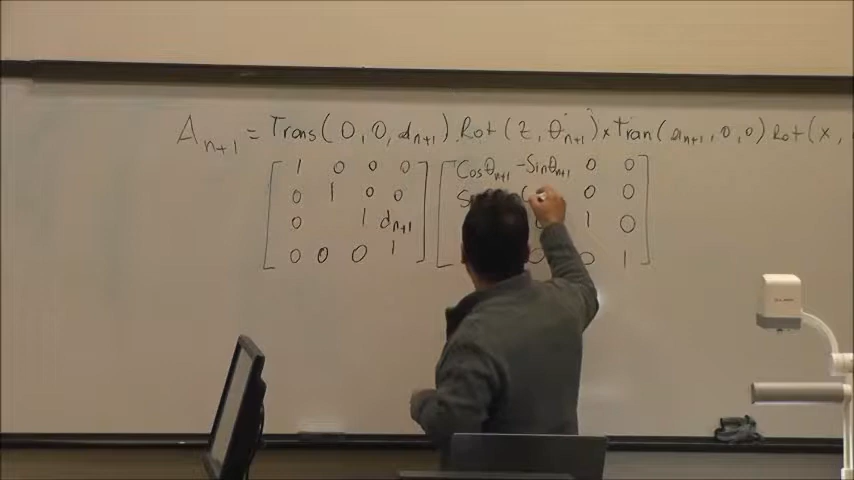 A_{n+1} = Trans(0,0,d_{n+1}).Rot(z,θ_{n+1})×Tran(a_{n+1},0,0)Rot(x,
1 0 0 0 Cosθ_{n+1} -Sinθ_{n+1} 0 0
0 1 0 0 0 0
0 1 d_{n+1} 1 0
0 0 0 1 0 0 1